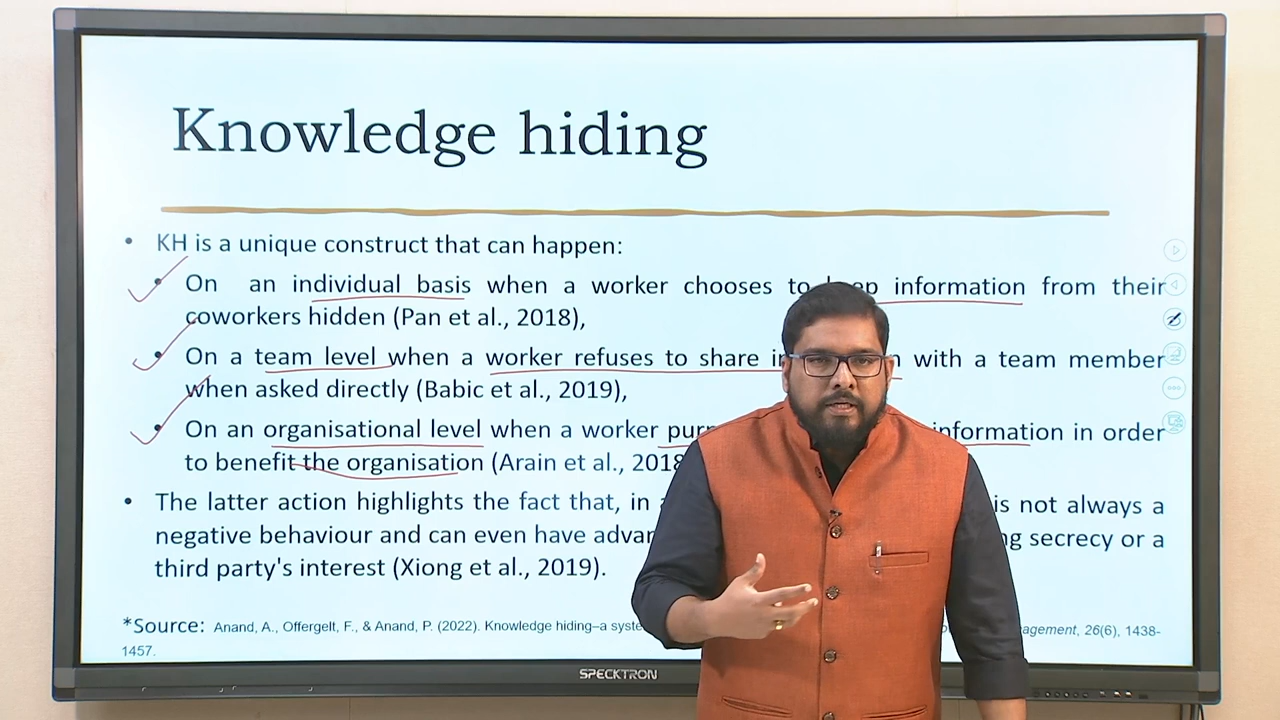 Knowledge hiding
• KH is a unique construct that can happen:
• On an individual basis when a worker chooses to keep information from their
coworkers hidden (Pan et al., 2018),
• On a team level when a worker refuses to share in with a team member
when asked directly (Babic et al., 2019),
• On an organisational level when a worker information in order
to benefit the organisation (Arain et al., 2018
• The latter action highlights the fact that, in is not always a
negative behaviour and can even have secrecy or a
third party's interest (Xiong et al., 2019).
*Source: Anand, A., Offergelt, F., & Anand, P. (2022). Knowledge hiding–a 26(6), 1438-
1457.
SPECKTRON